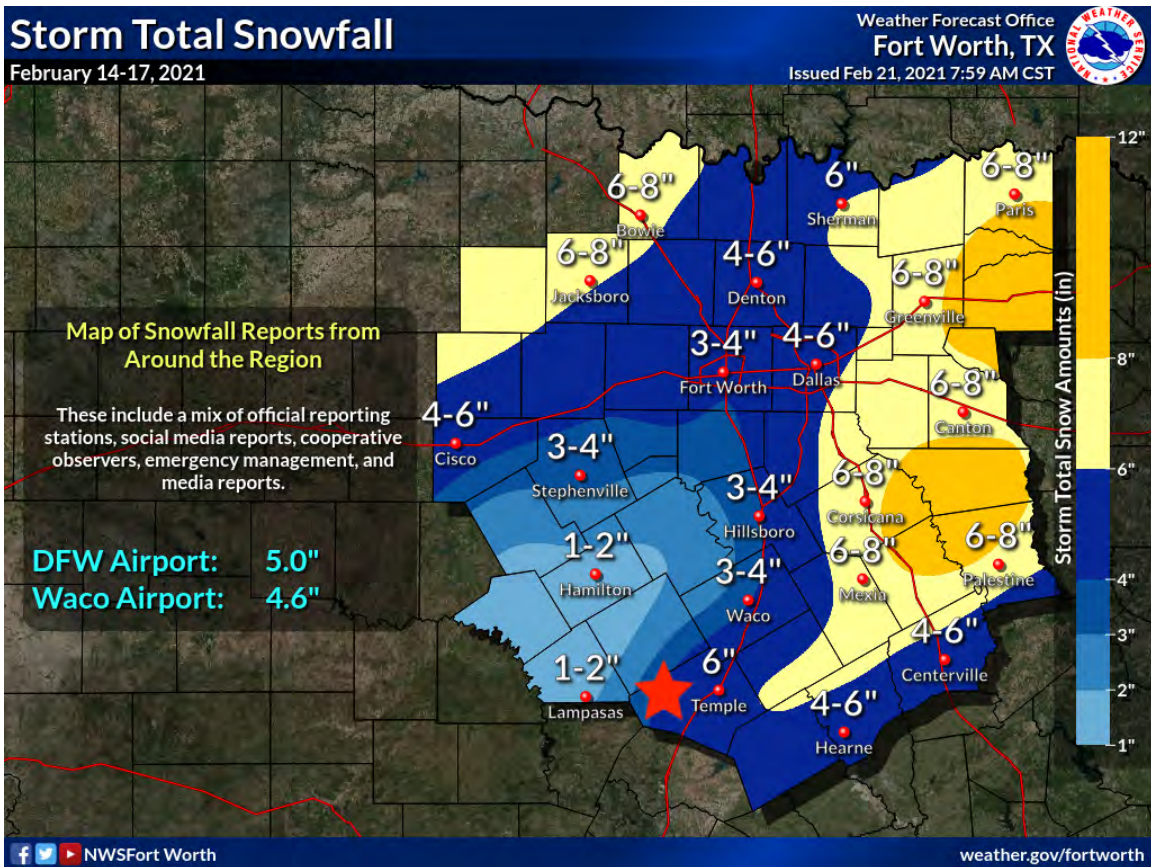 Storm Total Snowfall
February 14-17, 2021
Weather Forecast Office
Fort Worth, TX
Issued Feb 21, 2021 7:59 AM CST
NATIONAL WEATHER SERVICE
Map of Snowfall Reports from
Around the Region
These include a mix of official reporting
stations, social media reports, cooperative
observers, emergency management, and
media reports.
DFW Airport: 5.0"
Waco Airport: 4.6"
6-8"
Bowie
6"
Sherman
6-8"
Paris
6-8"
Jacksboro
4-6"
Denton
6-8"
Greenville
3-4"
Fort Worth
4-6"
Dallas
6-8"
Canton
4-6"
Cisco
3-4"
Stephenville
3-4"
Hillsboro
6-8"
Corsicana
1-2"
Hamilton
3-4"
Waco
6-8"
Mexia
6-8"
Palestine
1-2"
Lampasas
6"
Temple
4-6"
Hearne
4-6"
Centerville
Storm Total Snow Amounts (in)
12"
8"
6"
4"
3"
2"
1"
NWSFort Worth
weather.gov/fortworth